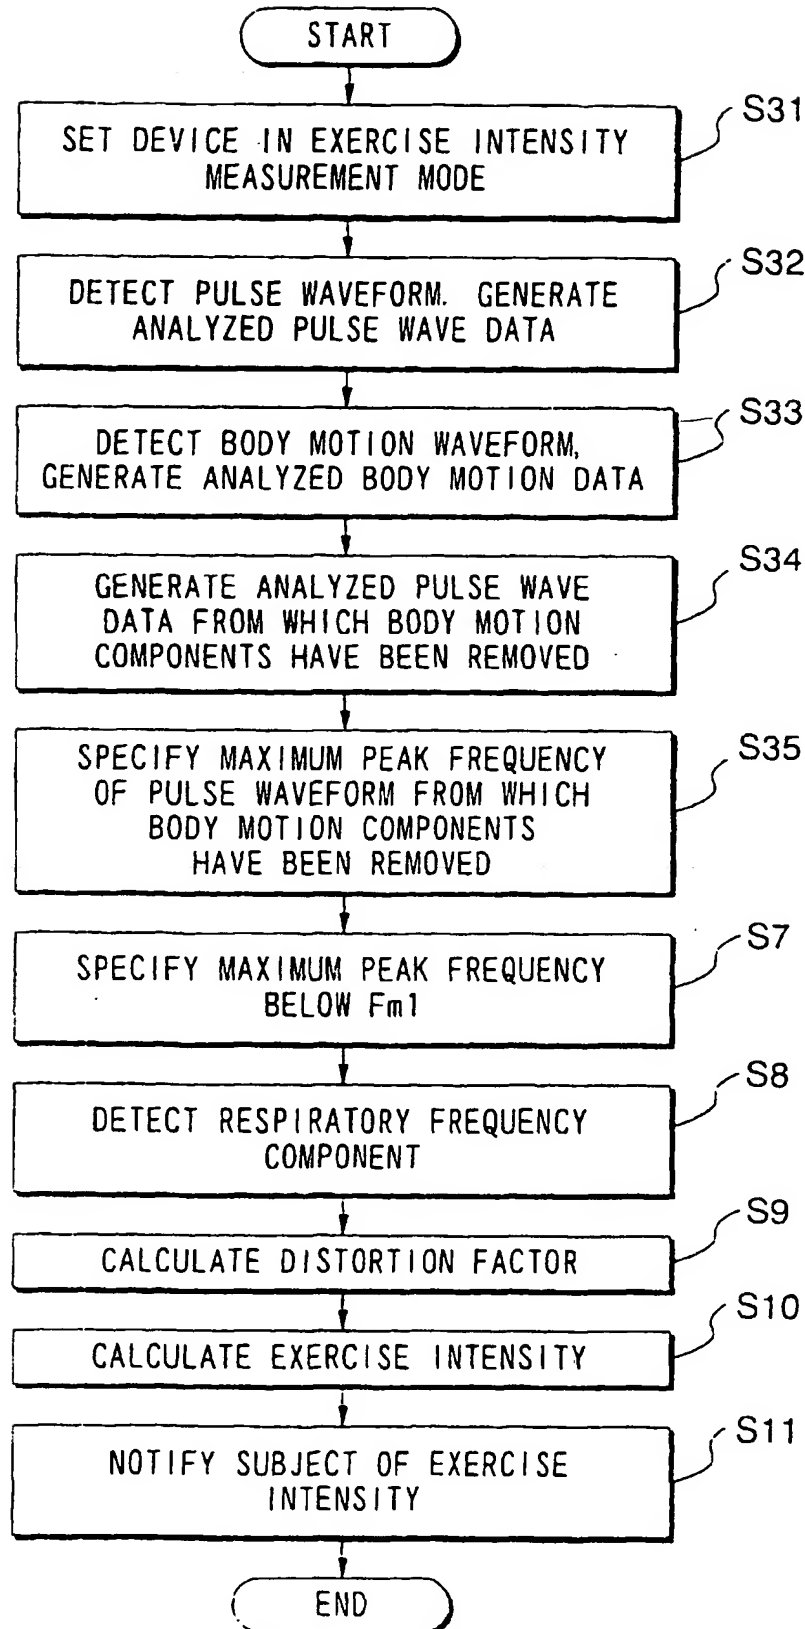 START
SET DEVICE IN EXERCISE INTENSITY
MEASUREMENT MODE
S31
DETECT PULSE WAVEFORM. GENERATE
ANALYZED PULSE WAVE DATA
S32
DETECT BODY MOTION WAVEFORM,
GENERATE ANALYZED BODY MOTION DATA
S33
GENERATE ANALYZED PULSE WAVE
DATA FROM WHICH BODY MOTION
COMPONENTS HAVE BEEN REMOVED
S34
SPECIFY MAXIMUM PEAK FREQUENCY
OF PULSE WAVEFORM FROM WHICH
BODY MOTION COMPONENTS
HAVE BEEN REMOVED
S35
SPECIFY MAXIMUM PEAK FREQUENCY
BELOW Fm1
S7
DETECT RESPIRATORY FREQUENCY
COMPONENT
S8
CALCULATE DISTORTION FACTOR
S9
CALCULATE EXERCISE INTENSITY
S10
NOTIFY SUBJECT OF EXERCISE
INTENSITY
S11
END